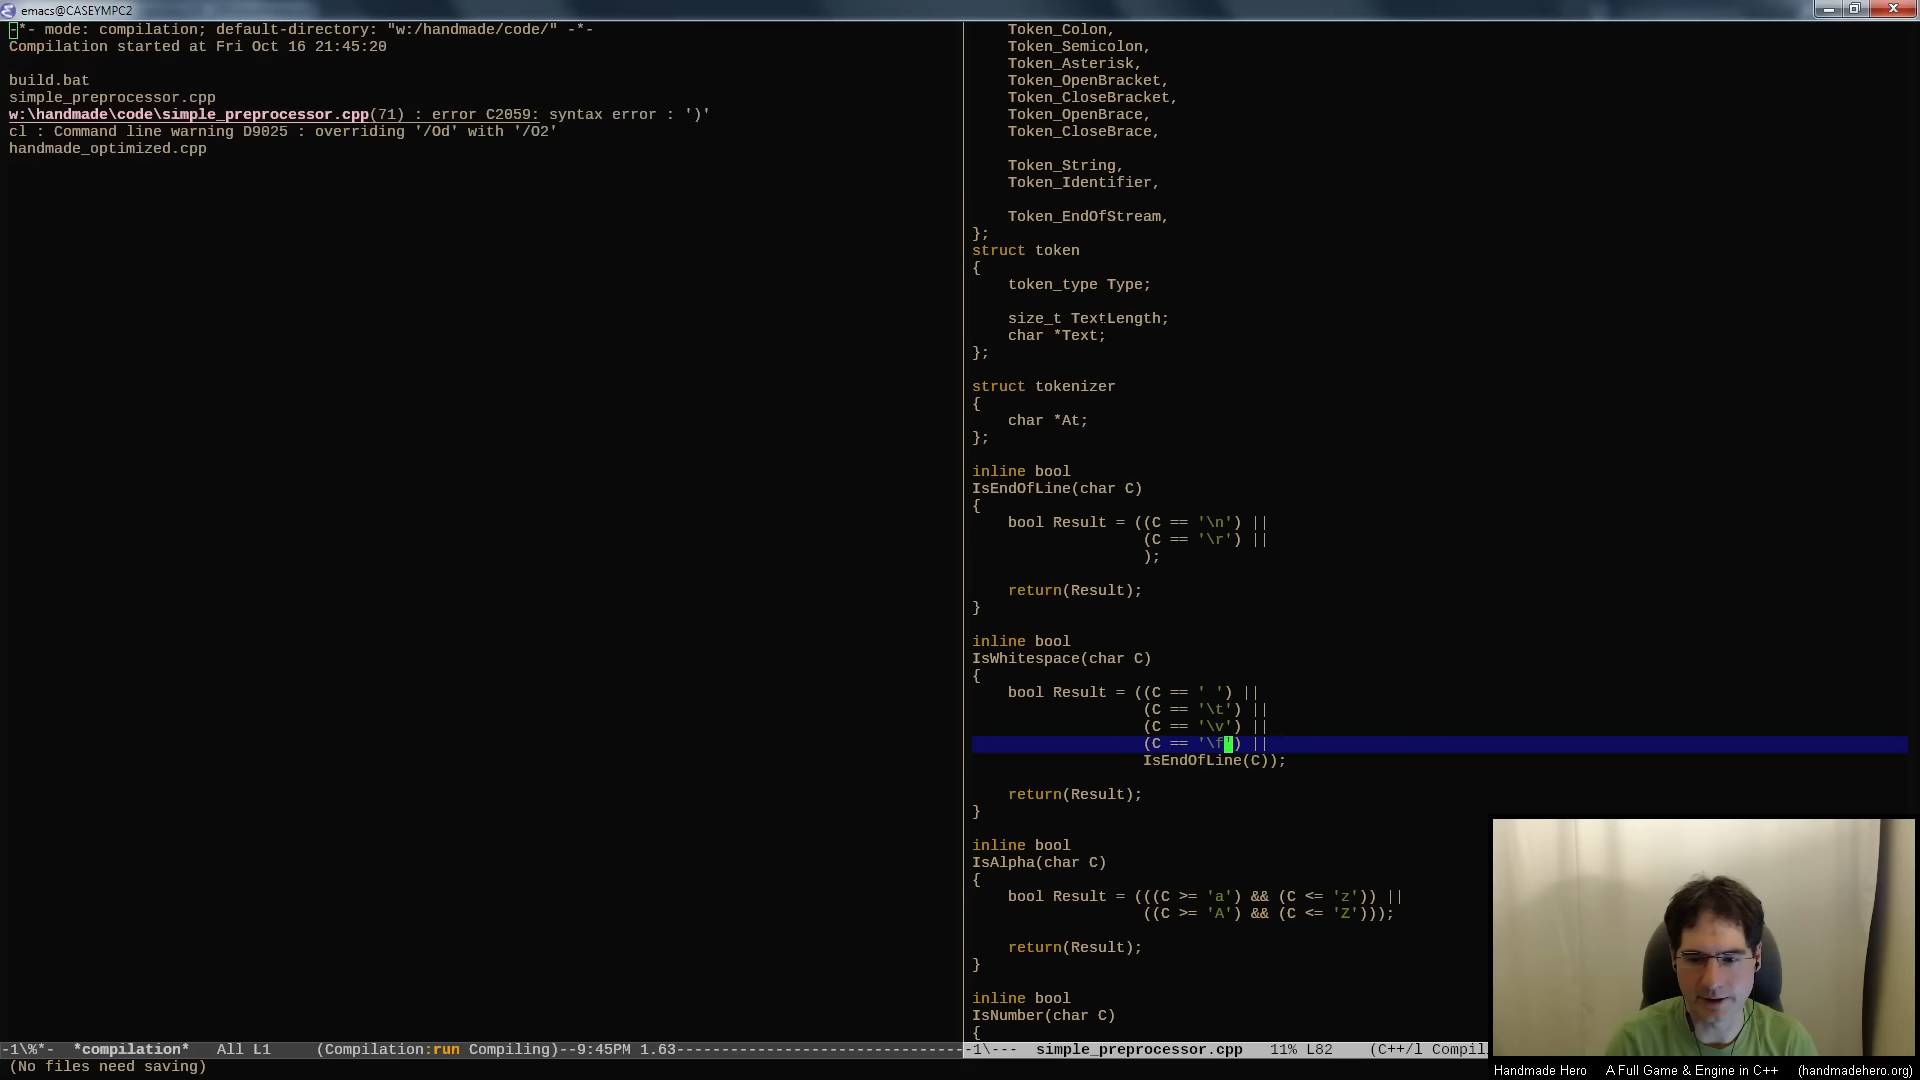 emacs@CASEYMPC2
-*- mode: compilation; default-directory: "w:/handmade/code/" -*-
Compilation started at Fri Oct 16 21:45:20
build.bat
simple_preprocessor.cpp
w:\handmade\code\simple_preprocessor.cpp(71) : error C2059: syntax error : ')'
cl : Command line warning D9025 : overriding '/Od' with '/O2'
handmade_optimized.cpp
-1\%*-  *compilation*   All L1     (Compilation:run Compiling)--9:45PM 1.63--------------------------------
(No files need saving)
    Token_Colon,
    Token_Semicolon,
    Token_Asterisk,
    Token_OpenBracket,
    Token_CloseBracket,
    Token_OpenBrace,
    Token_CloseBrace,
    Token_String,
    Token_Identifier,
    Token_EndOfStream,
};
struct token
{
    token_type Type;
    size_t TextLength;
    char *Text;
};
struct tokenizer
{
    char *At;
};
inline bool
IsEndOfLine(char C)
{
    bool Result = ((C == '\n') ||
                   (C == '\r') ||
                   );
    return(Result);
}
inline bool
IsWhitespace(char C)
{
    bool Result = ((C == ' ') ||
                   (C == '\t') ||
                   (C == '\v') ||
                   (C == '\f') ||
                   IsEndOfLine(C));
    return(Result);
}
inline bool
IsAlpha(char C)
{
    bool Result = (((C >= 'a') && (C <= 'z')) ||
                   ((C >= 'A') && (C <= 'Z')));
    return(Result);
}
inline bool
IsNumber(char C)
{
-1\---  simple_preprocessor.cpp   11% L82    (C++/l Compili
Handmade Hero   A Full Game & Engine in C++   (handmadehero.org)